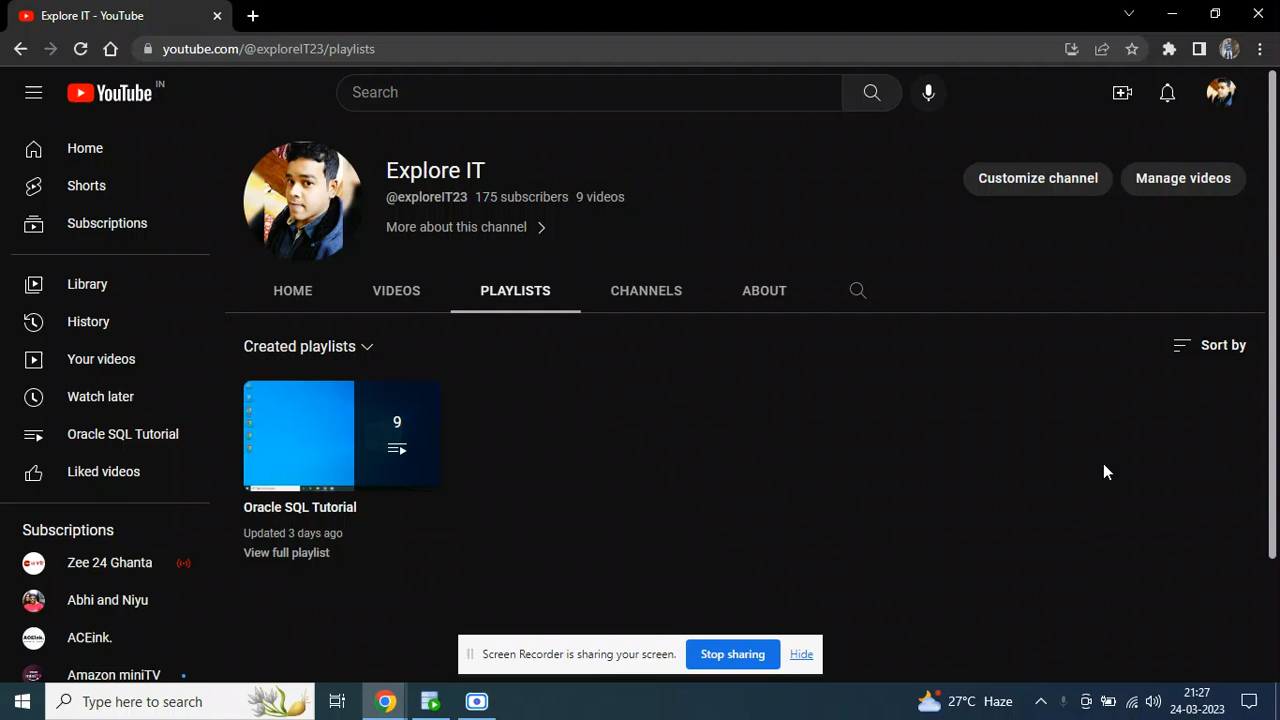 Explore IT - YouTube
youtube.com/@exploreIT23/playlists
YouTube IN
Search
Home
Shorts
Subscriptions
Library
History
Your videos
Watch later
Oracle SQL Tutorial
Liked videos
Subscriptions
Zee 24 Ghanta
Abhi and Niyu
ACEink.
Amazon miniTV
Explore IT
@exploreIT23 175 subscribers 9 videos
More about this channel
Customize channel
Manage videos
HOME VIDEOS PLAYLISTS CHANNELS ABOUT
Created playlists
Sort by
9
Oracle SQL Tutorial
Updated 3 days ago
View full playlist
Screen Recorder is sharing your screen. Stop sharing Hide
Type here to search
27°C Haze
21:27
24-03-2023